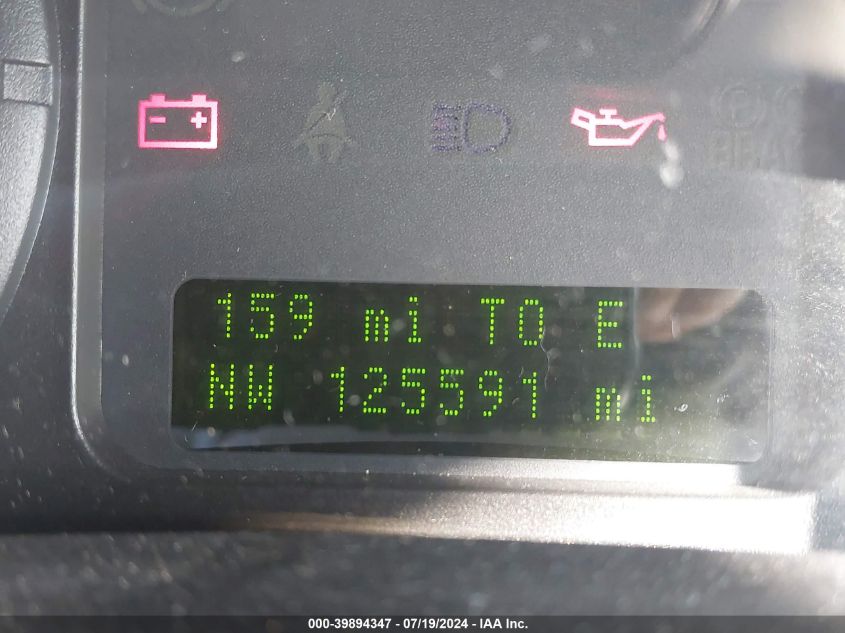 159 mi TO E
NW 125591 mi
000-39894347 - 07/19/2024 - IAA Inc.